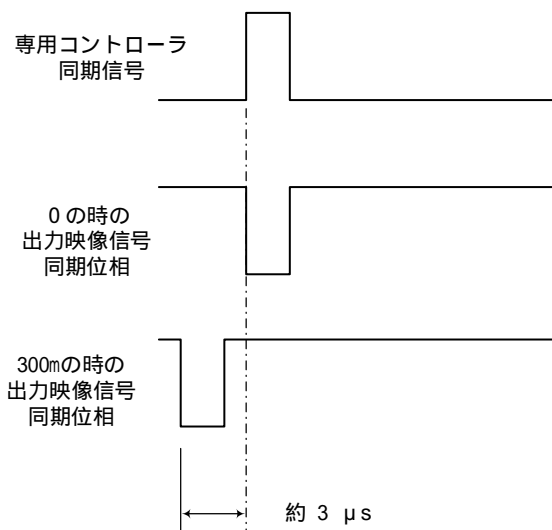 専用コントローラ
同期信号
0の時の
出力映像信号
同期位相
300mの時の
出力映像信号
同期位相
約 3 μs